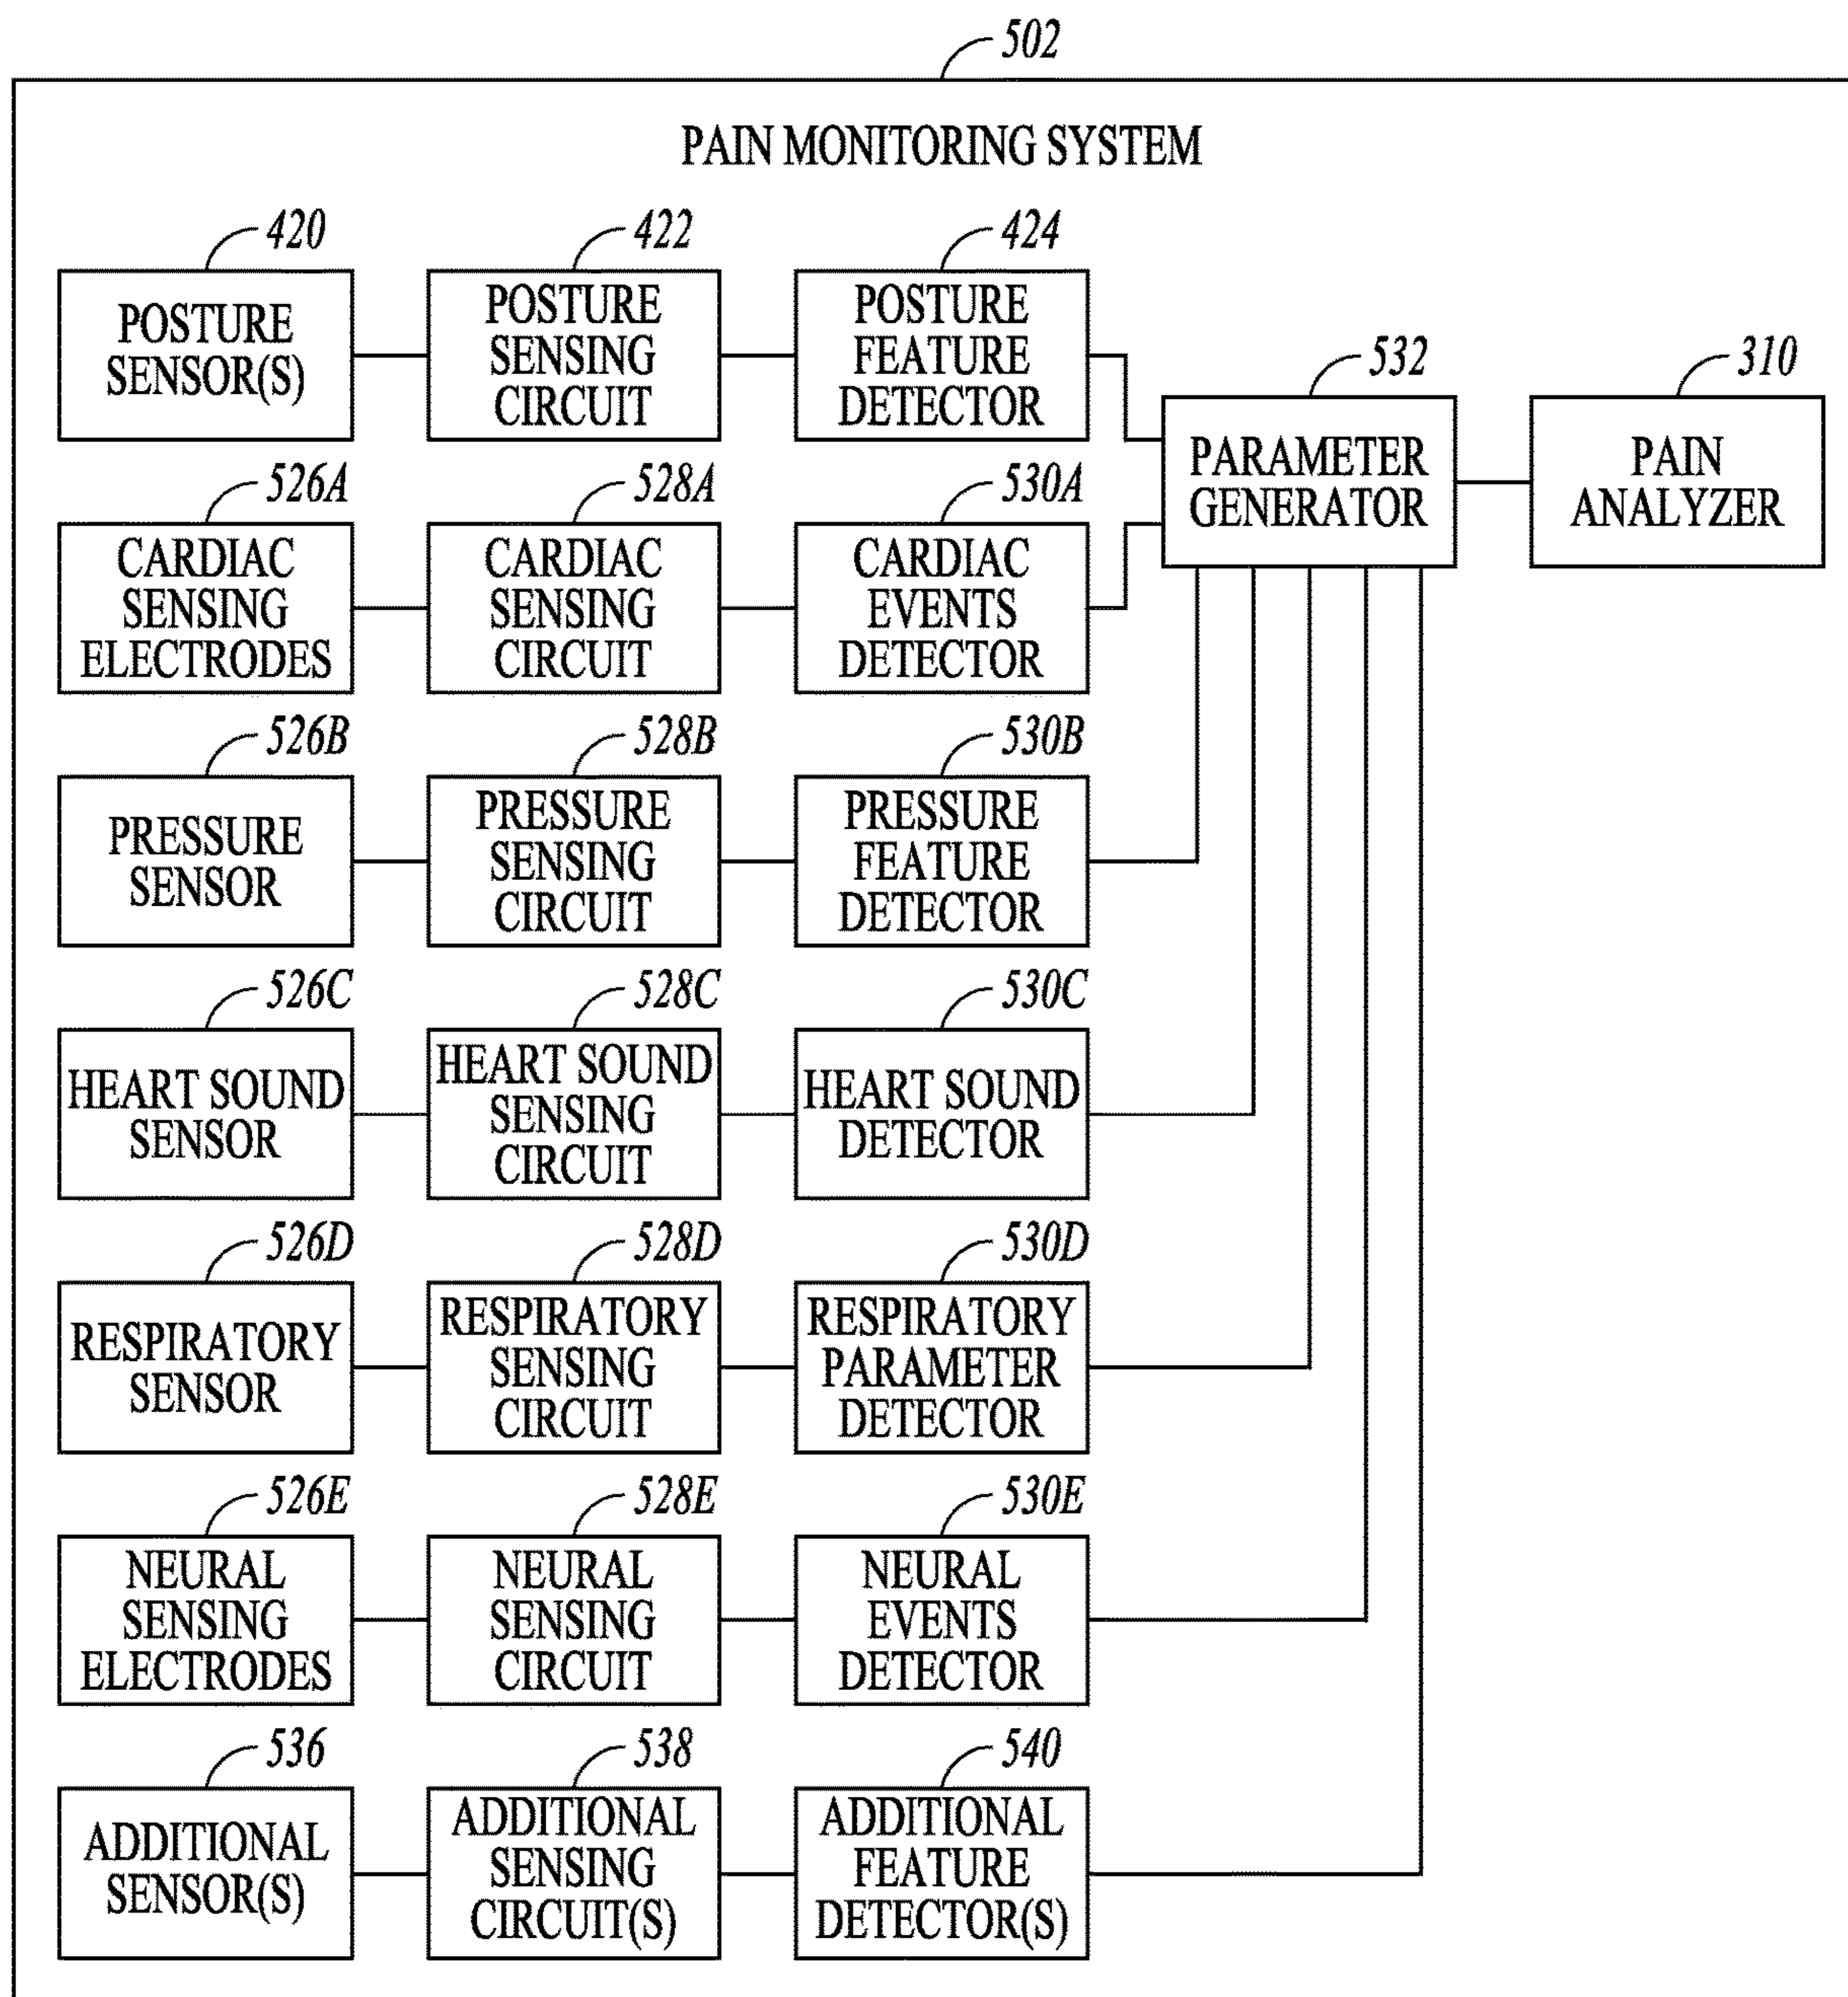 502
PAIN MONITORING SYSTEM
420
422
424
POSTURE
SENSOR(S)
POSTURE
SENSING
CIRCUIT
POSTURE
FEATURE
DETECTOR
532
310
PARAMETER
GENERATOR
PAIN
ANALYZER
526A
528A
530A
CARDIAC
SENSING
ELECTRODES
CARDIAC
SENSING
CIRCUIT
CARDIAC
EVENTS
DETECTOR
526B
528B
530B
PRESSURE
SENSOR
PRESSURE
SENSING
CIRCUIT
PRESSURE
FEATURE
DETECTOR
526C
528C
530C
HEART SOUND
SENSOR
HEART SOUND
SENSING
CIRCUIT
HEART SOUND
DETECTOR
526D
528D
530D
RESPIRATORY
SENSOR
RESPIRATORY
SENSING
CIRCUIT
RESPIRATORY
PARAMETER
DETECTOR
526E
528E
530E
NEURAL
SENSING
ELECTRODES
NEURAL
SENSING
CIRCUIT
NEURAL
EVENTS
DETECTOR
536
538
540
ADDITIONAL
SENSOR(S)
ADDITIONAL
SENSING
CIRCUIT(S)
ADDITIONAL
FEATURE
DETECTOR(S)